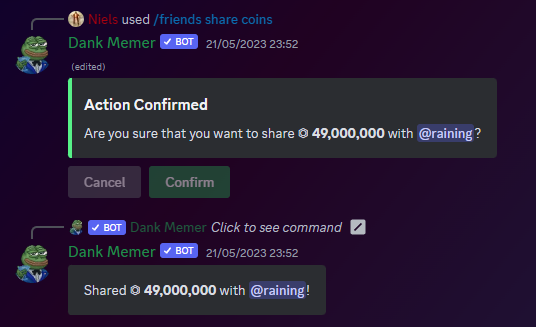 Niels used /friends share coins
Dank Memer ✓ BOT 21/05/2023 23:52
(edited)
Action Confirmed
Are you sure that you want to share ⏣ 49,000,000 with @raining?
Cancel Confirm
✓ BOT Dank Memer Click to see command
Dank Memer ✓ BOT 21/05/2023 23:52
Shared ⏣ 49,000,000 with @raining!